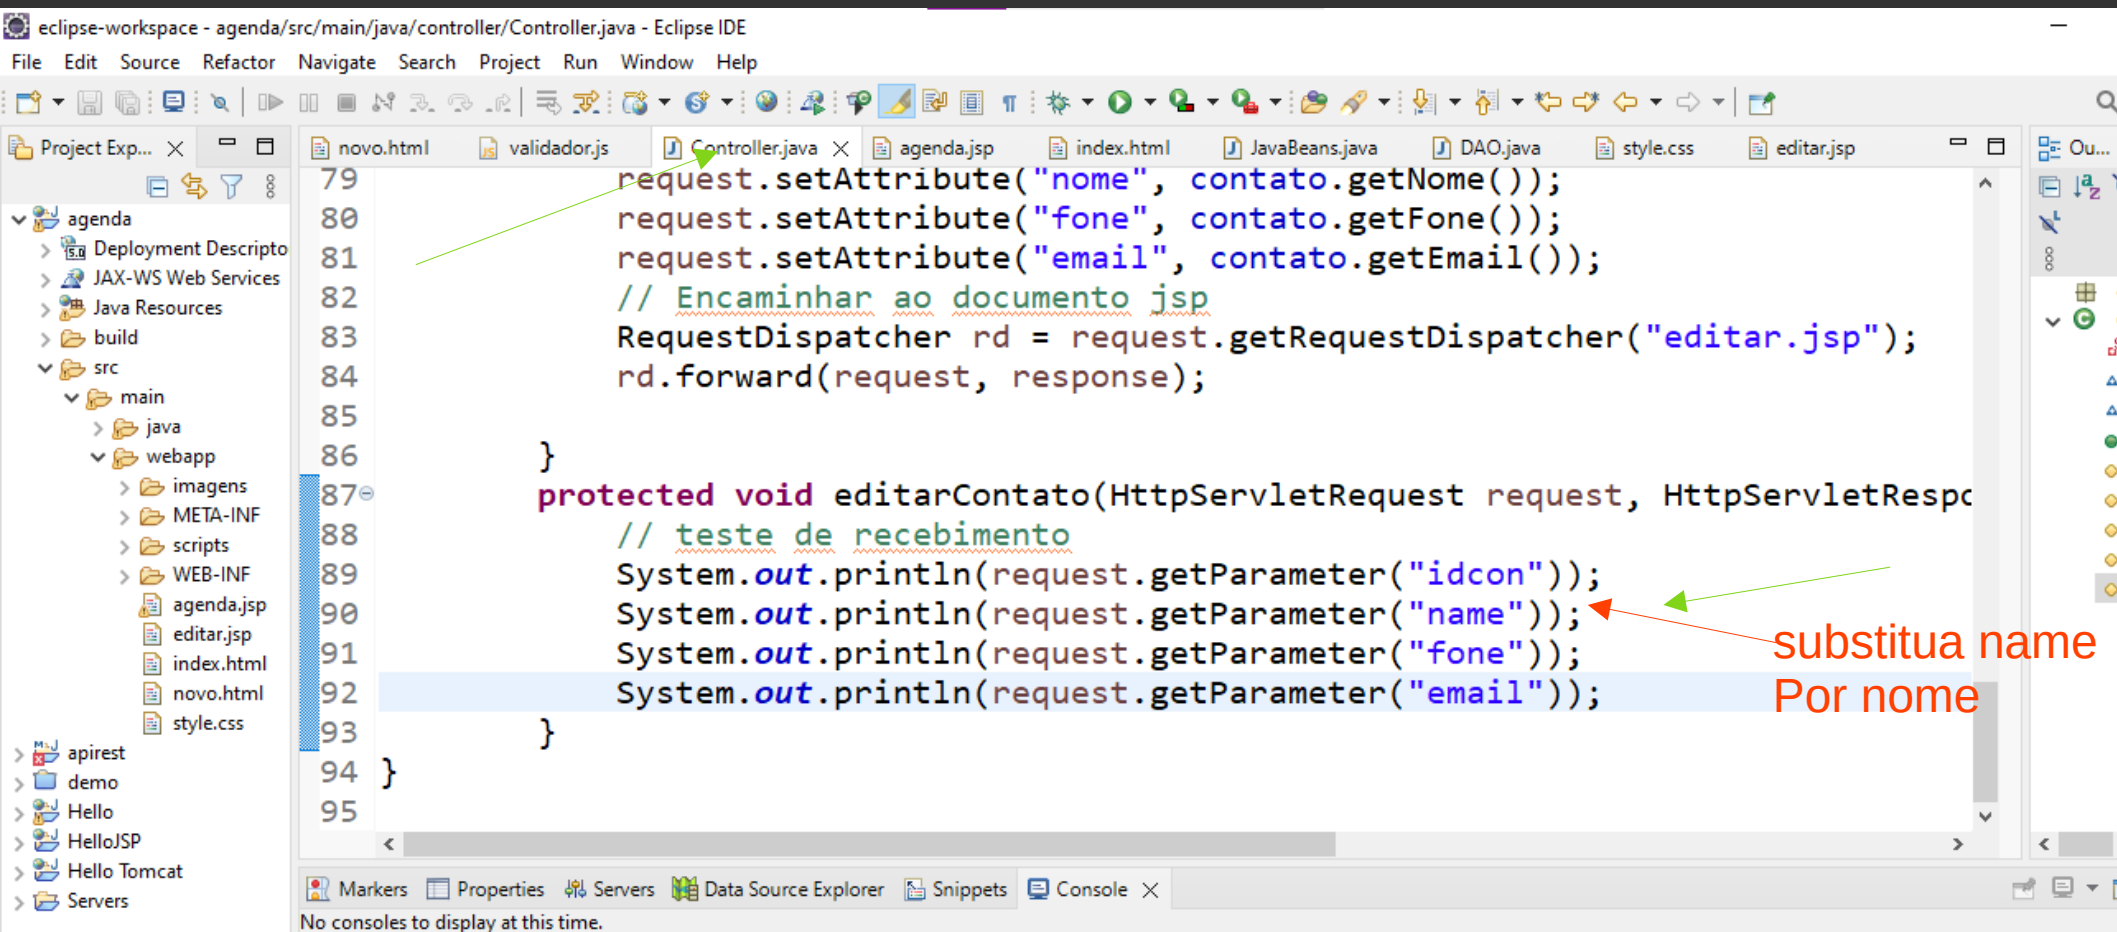 eclipse-workspace - agenda/src/main/java/controller/Controller.java - Eclipse IDE
File Edit Source Refactor Navigate Search Project Run Window Help
Project Exp...
novo.html validador.js Controller.java agenda.jsp index.html JavaBeans.java DAO.java style.css editar.jsp
Ou...
agenda
Deployment Descripto
JAX-WS Web Services
Java Resources
build
src
main
java
webapp
imagens
META-INF
scripts
WEB-INF
agenda.jsp
editar.jsp
index.html
novo.html
style.css
apirest
demo
Hello
HelloJSP
Hello Tomcat
Servers
79 request.setAttribute("nome", contato.getNome());
80 request.setAttribute("fone", contato.getFone());
81 request.setAttribute("email", contato.getEmail());
82 // Encaminhar ao documento jsp
83 RequestDispatcher rd = request.getRequestDispatcher("editar.jsp");
84 rd.forward(request, response);
85
86 }
87 protected void editarContato(HttpServletRequest request, HttpServletRespo
88 // teste de recebimento
89 System.out.println(request.getParameter("idcon"));
90 System.out.println(request.getParameter("name"));
91 System.out.println(request.getParameter("fone"));
92 System.out.println(request.getParameter("email"));
93 }
94 }
95
substitua name
Por nome
Markers Properties Servers Data Source Explorer Snippets Console
No consoles to display at this time.